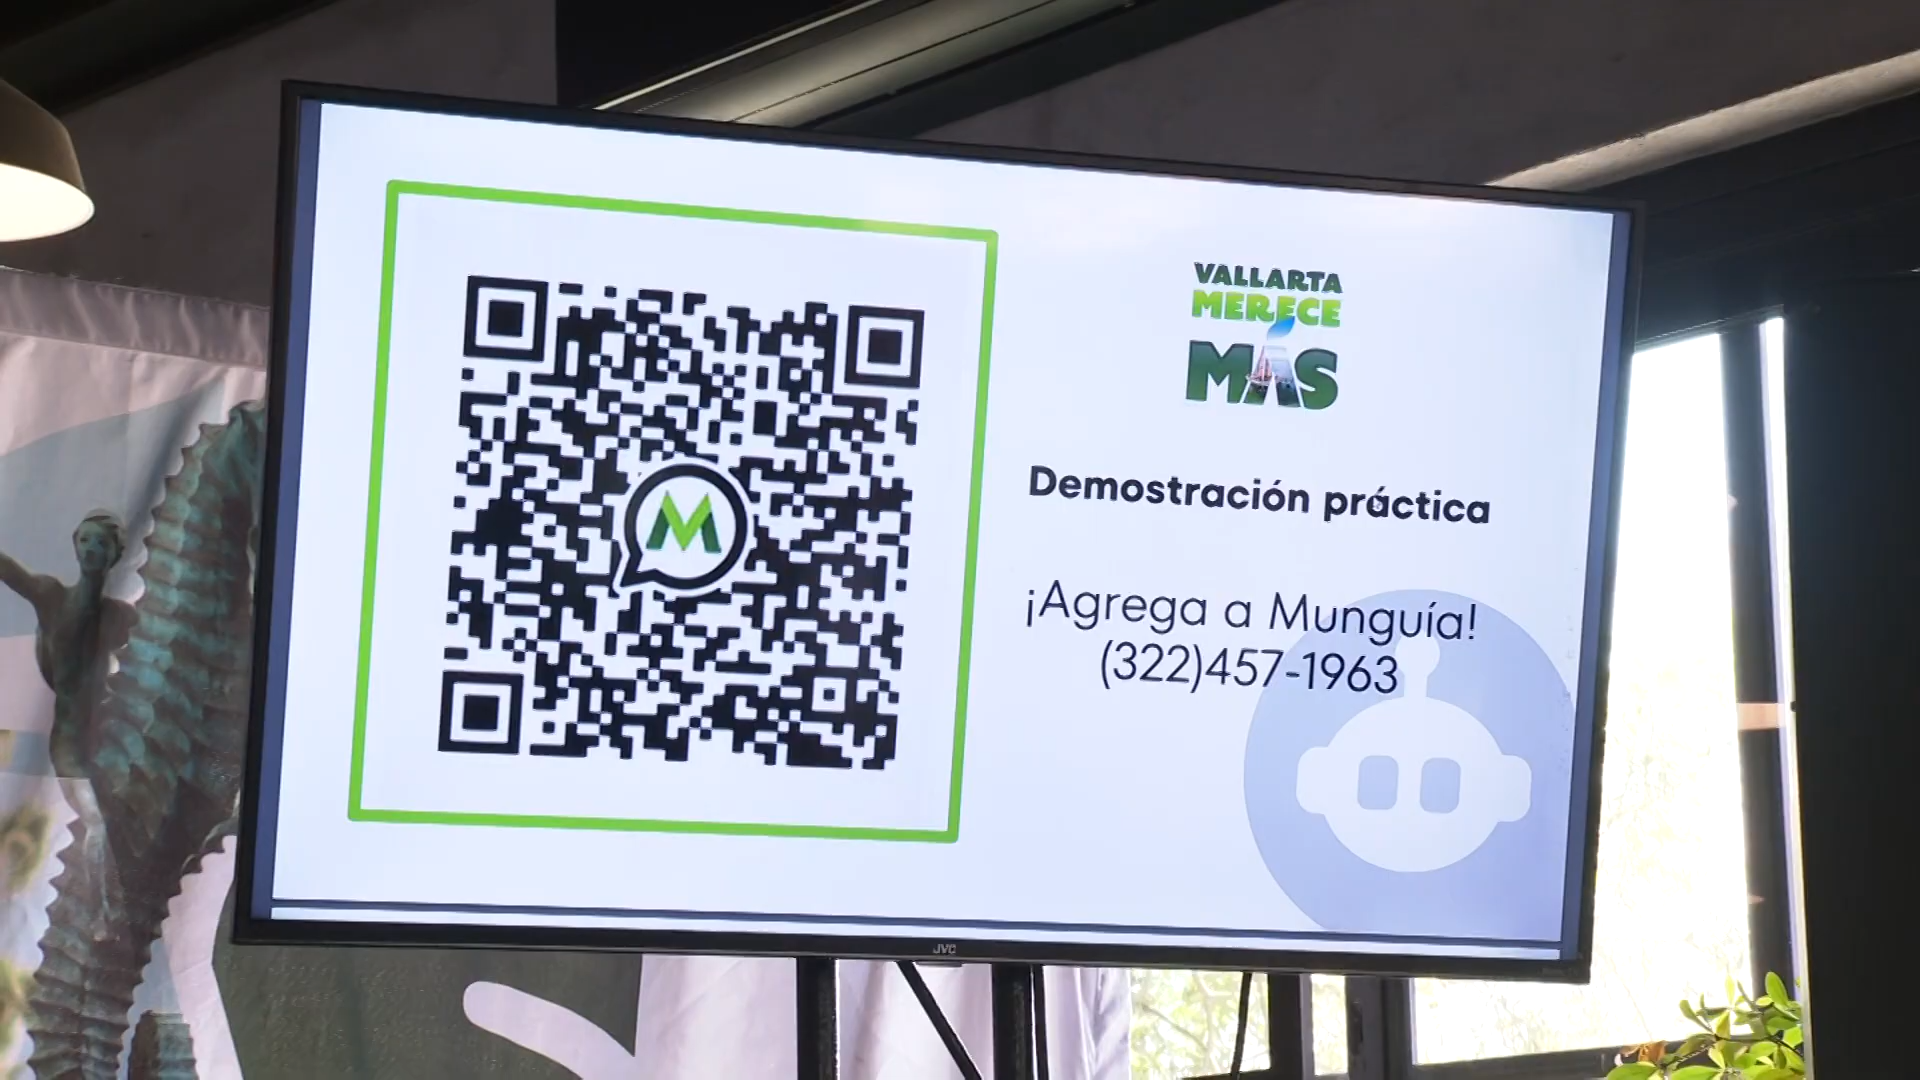 VALLARTA
MERECE
MÁS
Demostración práctica
¡Agrega a Munguía!
(322)457-1963
M
JVC